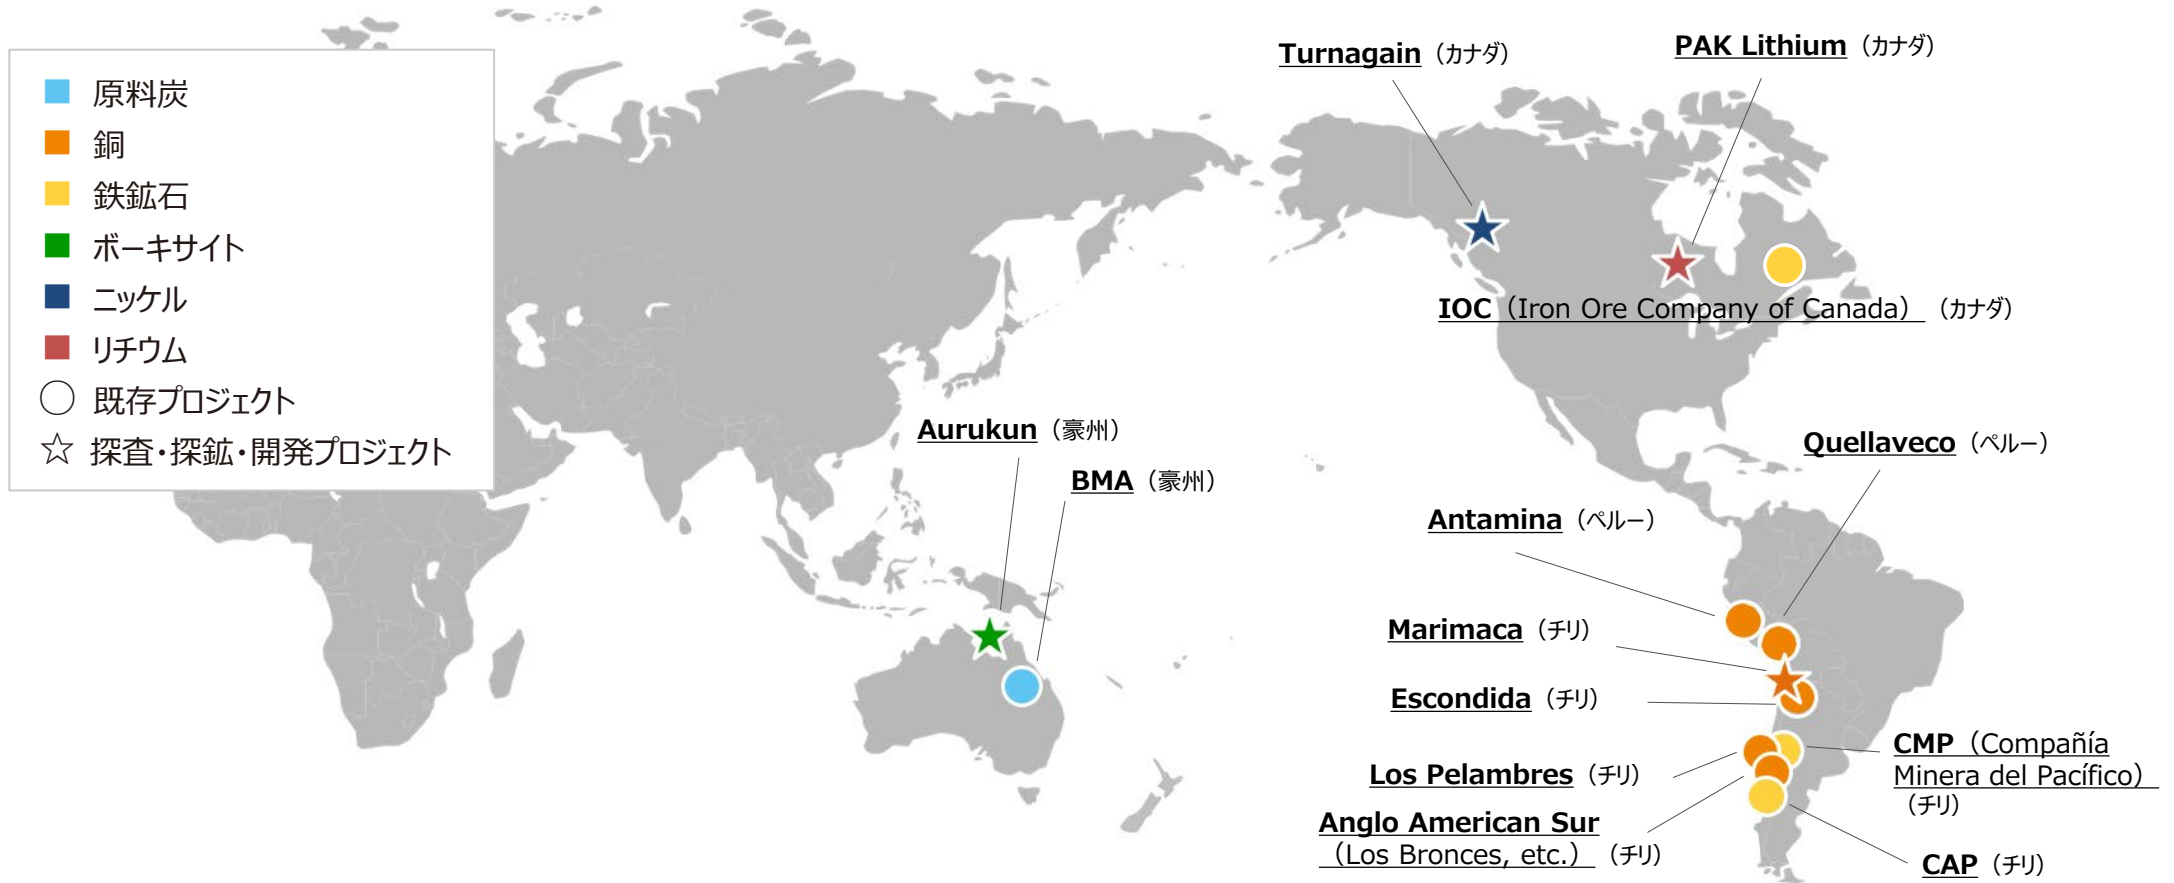 原料炭
銅
鉄鉱石
ボーキサイト
ニッケル
リチウム
既存プロジェクト
探査・探鉱・開発プロジェクト
Turnagain（カナダ）
PAK Lithium（カナダ）
IOC（Iron Ore Company of Canada）（カナダ）
Aurukun（豪州）
BMA（豪州）
Quellaveco（ペルー）
Antamina（ペルー）
Marimaca（チリ）
Escondida（チリ）
Los Pelambres（チリ）
CMP（Compañía
Minera del Pacífico）
（チリ）
Anglo American Sur
（Los Bronces, etc.）（チリ）
CAP（チリ）